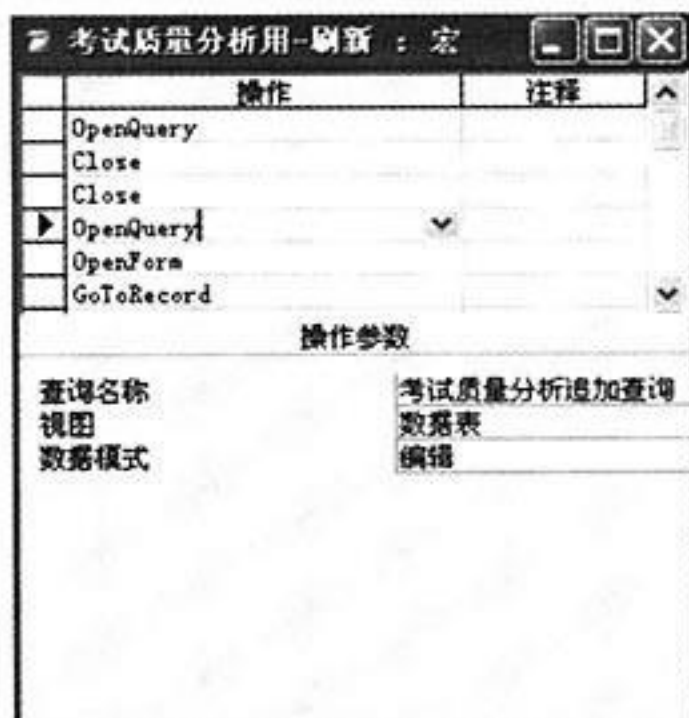 考试质量分析用-刷新 : 宏
操作 注释
OpenQuery
Close
Close
OpenQuery
OpenForm
GoToRecord
操作参数
查询名称 考试质量分析追加查询
视图 数据表
数据模式 编辑